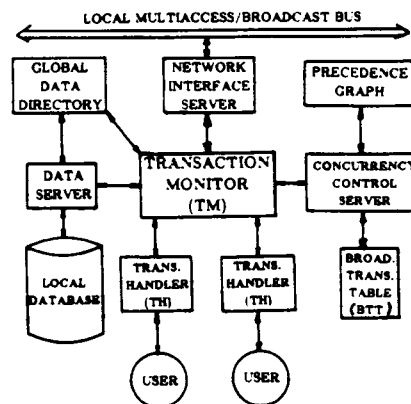 LOCAL MULTIACCESS/BROADCAST BUS
GLOBAL
DATA
DIRECTORY
NETWORK
INTERFACE
SERVER
PRECEDENCE
GRAPH
DATA
SERVER
TRANSACTION
MONITOR
(TM)
CONCURRENCY
CONTROL
SERVER
LOCAL
DATABASE
TRANS.
HANDLER
(TH)
TRANS.
HANDLER
(TH)
BROAD.
TRANS.
TABLE
(BTT)
USER
USER